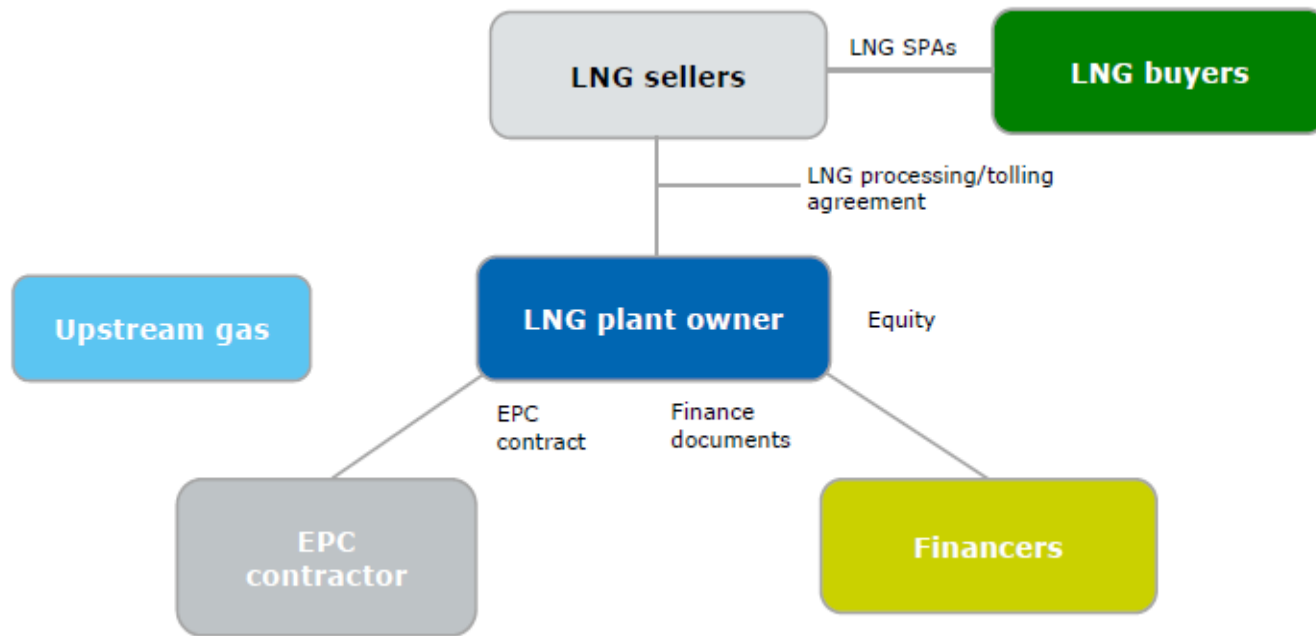 LNG sellers
LNG SPAs
LNG buyers
LNG processing/tolling
agreement
Upstream gas
LNG plant owner
Equity
EPC
contract
Finance
documents
EPC
contractor
Financers